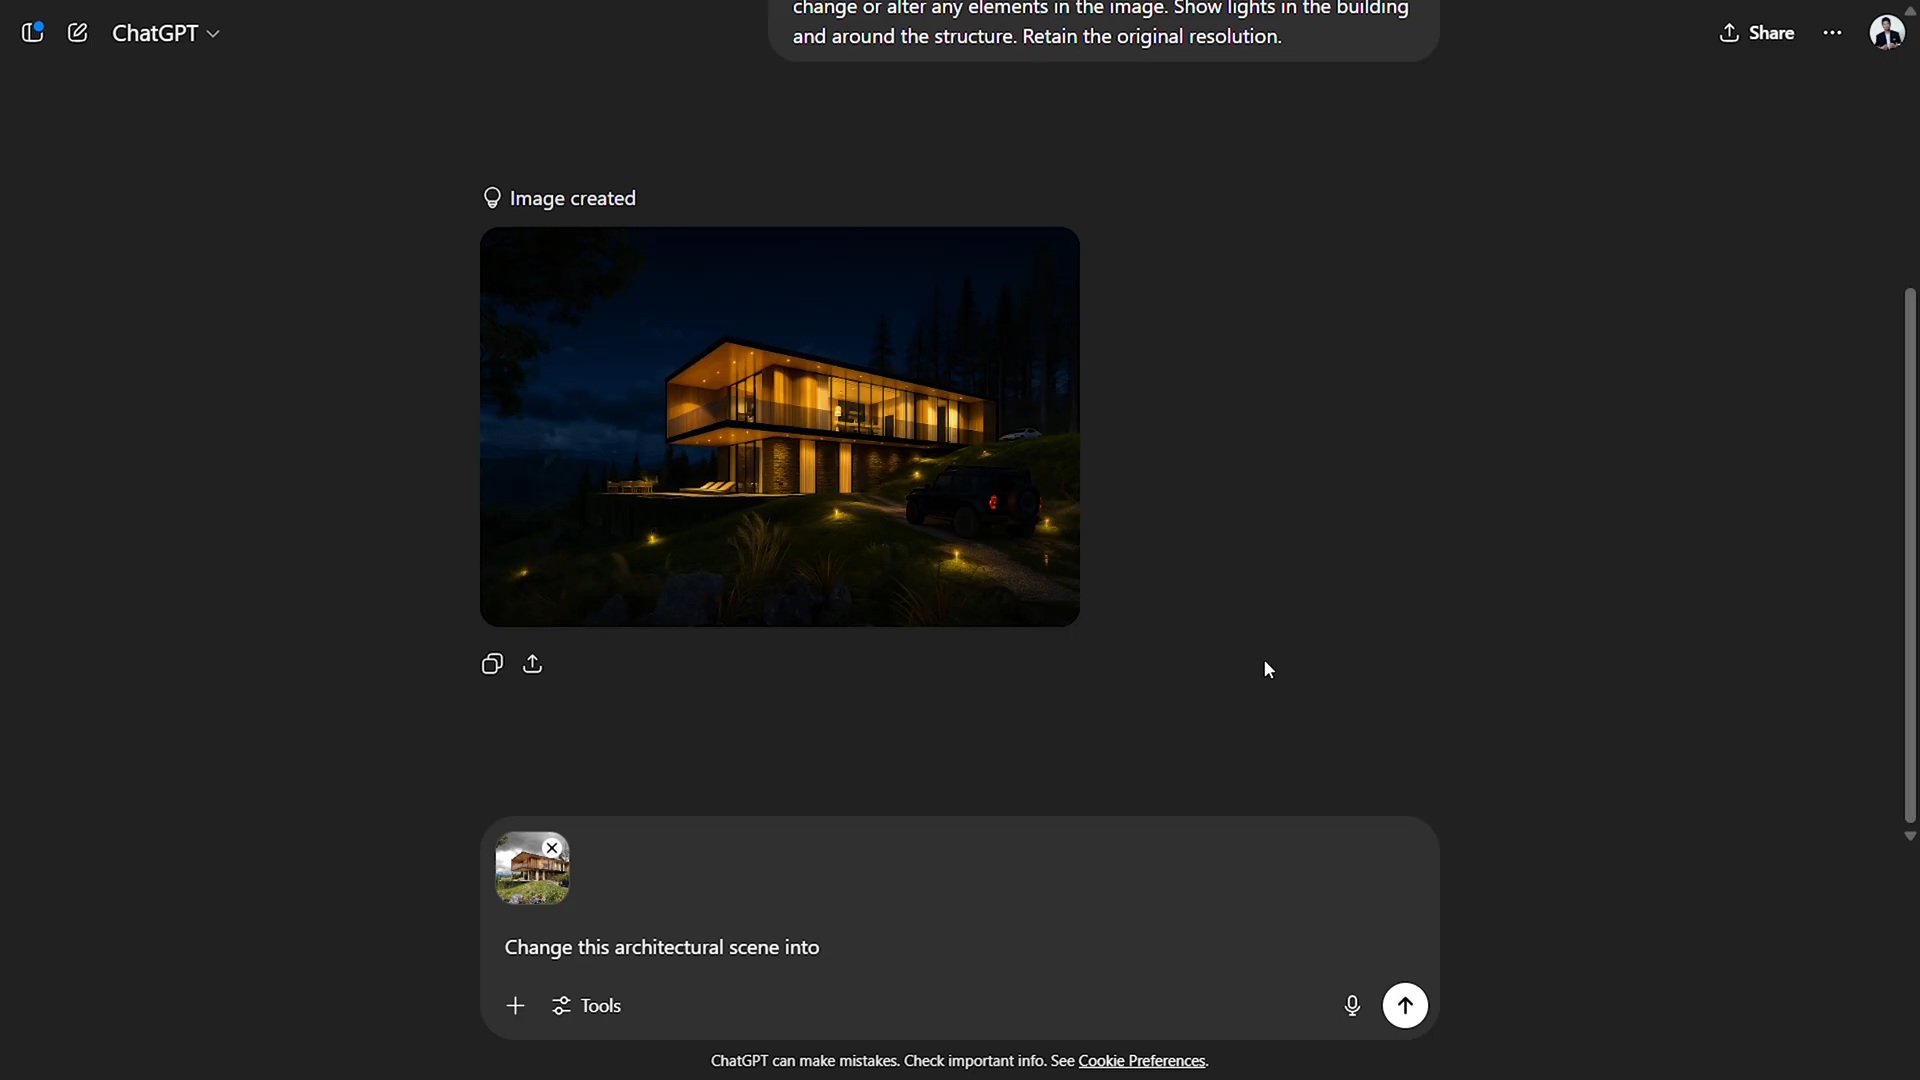 ChatGPT
change or alter any elements in the image. Show lights in the building
and around the structure. Retain the original resolution.
Share
Image created
Change this architectural scene into
Tools
ChatGPT can make mistakes. Check important info. See Cookie Preferences.